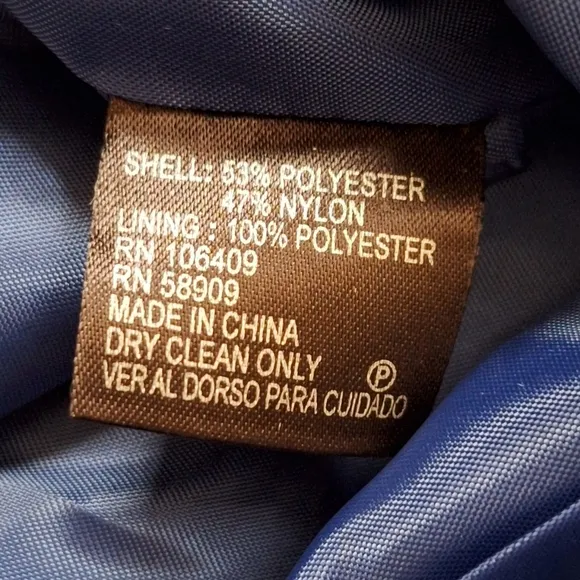 SHELL: 53% POLYESTER
47% NYLON
LINING : 100% POLYESTER
RN 106409
RN 58909
MADE IN CHINA
DRY CLEAN ONLY
P
VER AL DORSO PARA CUIDADO